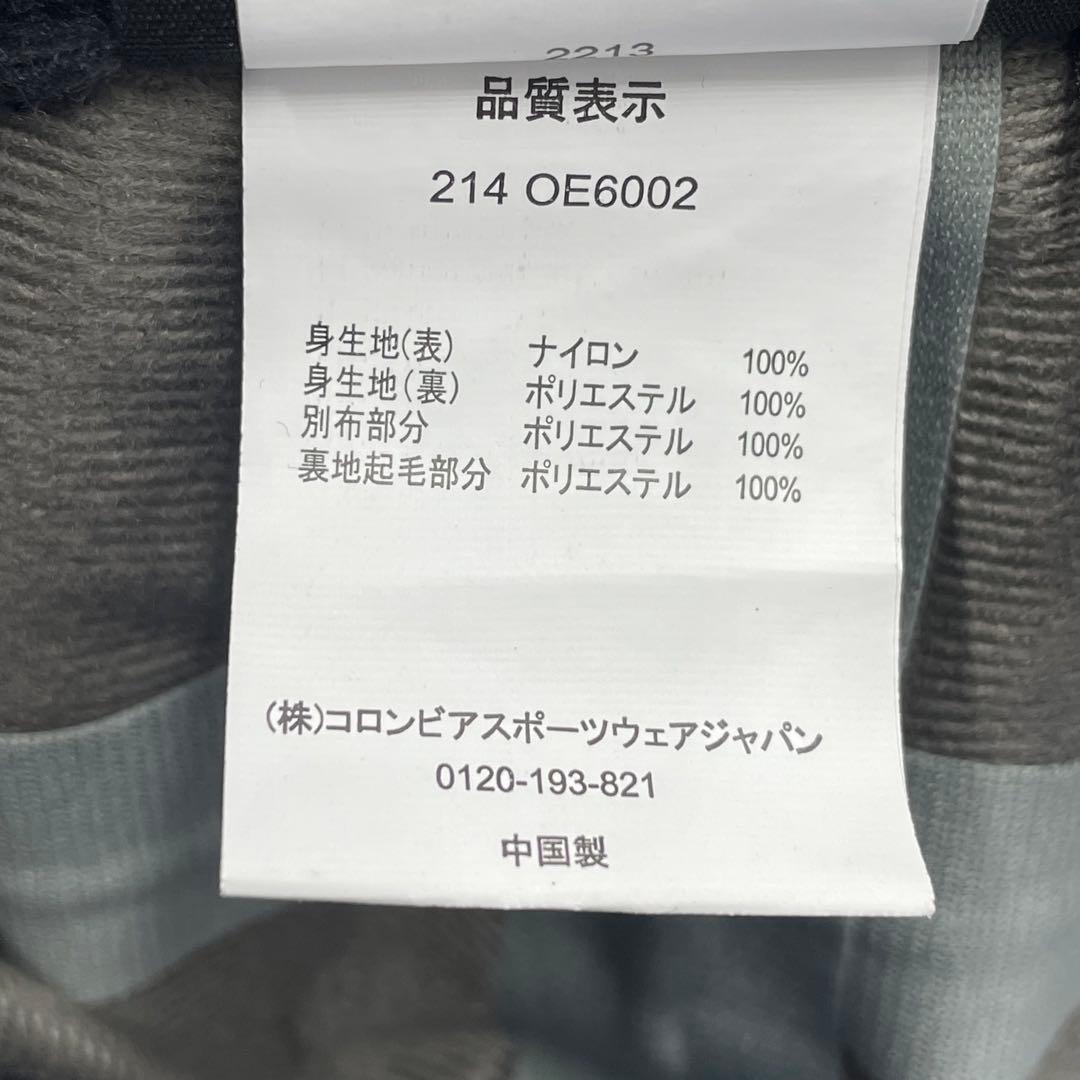 2213
品質表示
214 OE6002
身生地(表) ナイロン 100%
身生地(裏) ポリエステル 100%
別布部分 ポリエステル 100%
裏地起毛部分 ポリエステル 100%
(株)コロンビアスポーツウェアジャパン
0120-193-821
中国製